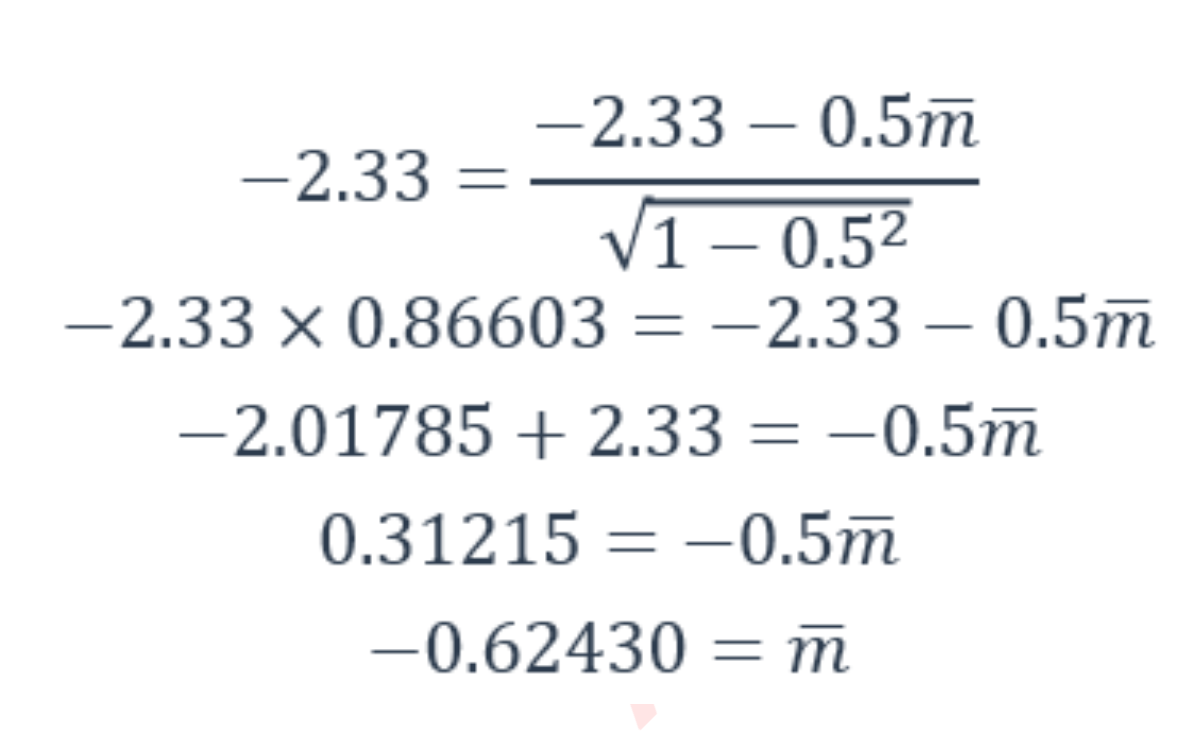 −2.33 = (−2.33 − 0.5m̅) / √(1 − 0.5²)
−2.33 × 0.86603 = −2.33 − 0.5m̅
−2.01785 + 2.33 = −0.5m̅
0.31215 = −0.5m̅
−0.62430 = m̅